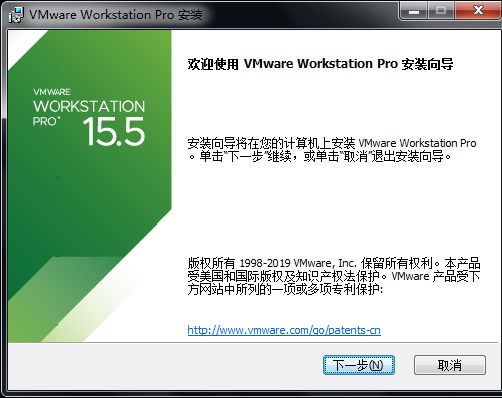 VMware Workstation Pro 安装
VMWARE
WORKSTATION
PRO™
15.5
欢迎使用 VMware Workstation Pro 安装向导
安装向导将在您的计算机上安装 VMware Workstation Pro
。单击"下一步"继续，或单击"取消"退出安装向导。
版权所有 1998-2019 VMware, Inc. 保留所有权利。本产品
受美国和国际版权及知识产权法保护。VMware 产品受下
方网站中所列的一项或多项专利保护:
http://www.vmware.com/go/patents-cn
下一步(N)
取消